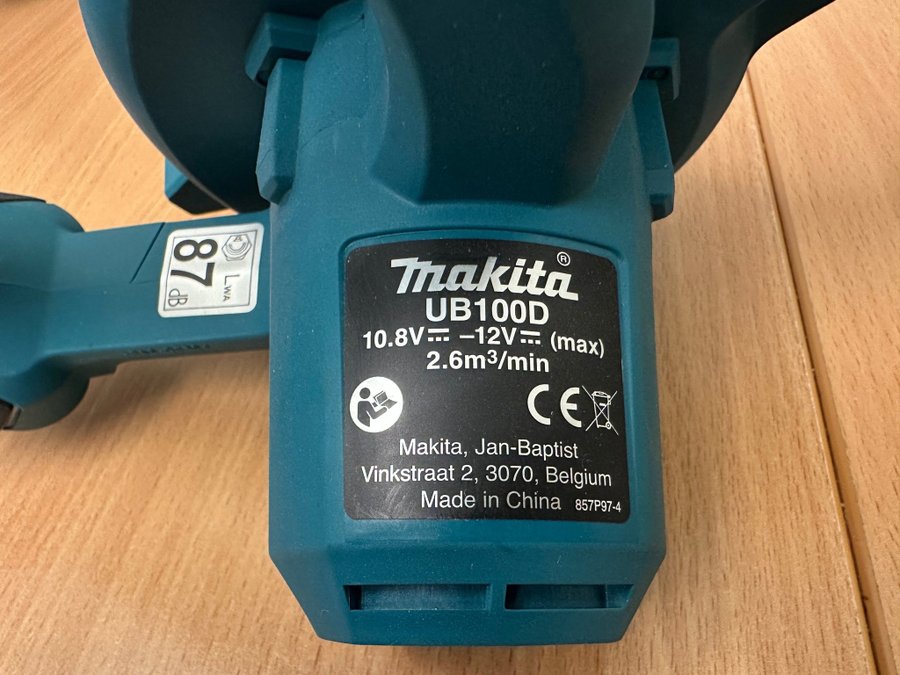 makita®
UB100D
10.8V⎓ –12V⎓ (max)
2.6m³/min
CE
Makita, Jan-Baptist
Vinkstraat 2, 3070, Belgium
Made in China 857P97-4
87
LWA
dB